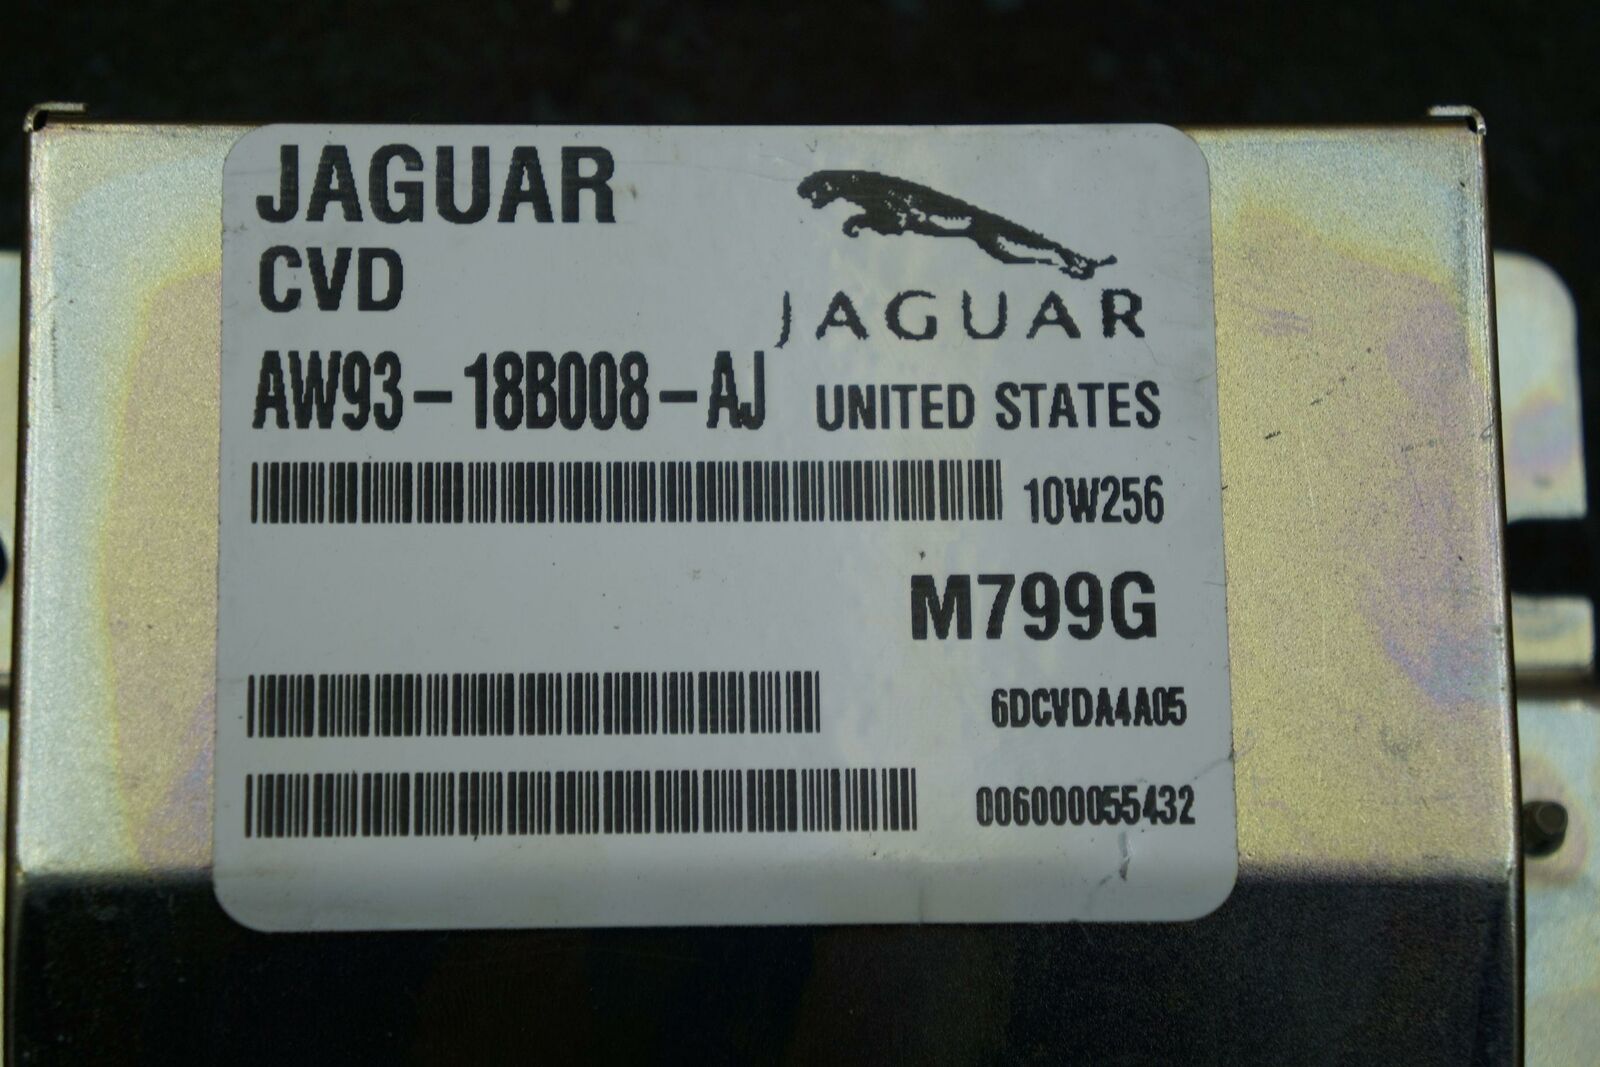 JAGUAR
CVD
JAGUAR
AW93-18B008-AJ
UNITED STATES
10W256
M799G
6DCVDA4A05
006000055432